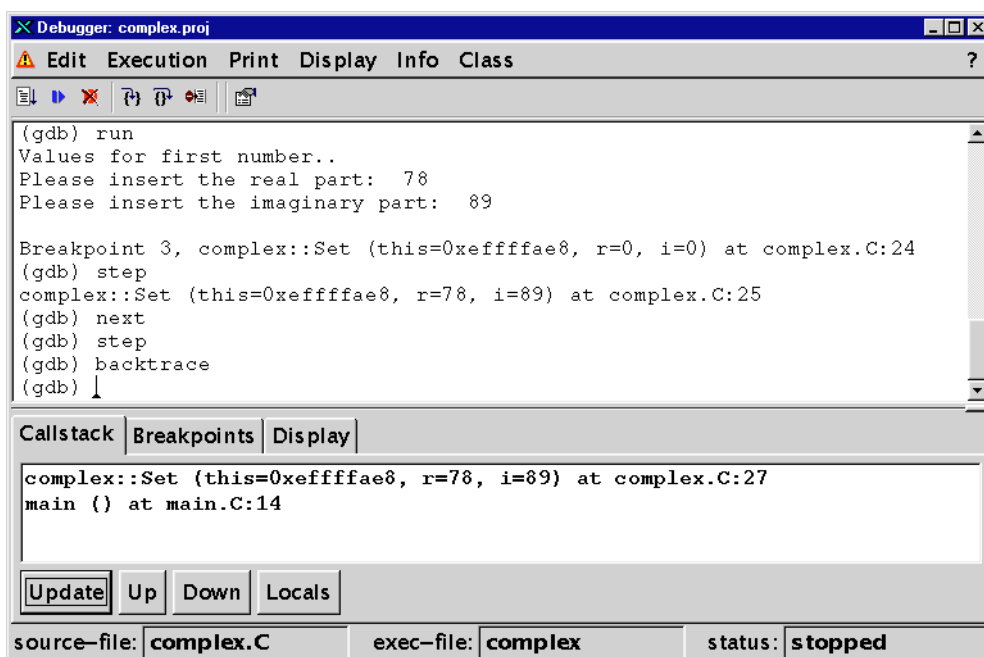 Debugger: complex.proj
Edit Execution Print Display Info Class ?
(gdb) run
Values for first number..
Please insert the real part:  78
Please insert the imaginary part:  89
Breakpoint 3, complex::Set (this=0xeffffae8, r=0, i=0) at complex.C:24
(gdb) step
complex::Set (this=0xeffffae8, r=78, i=89) at complex.C:25
(gdb) next
(gdb) step
(gdb) backtrace
(gdb)
Callstack Breakpoints Display
complex::Set (this=0xeffffae8, r=78, i=89) at complex.C:27
main () at main.C:14
Update Up Down Locals
source-file: complex.C exec-file: complex status: stopped